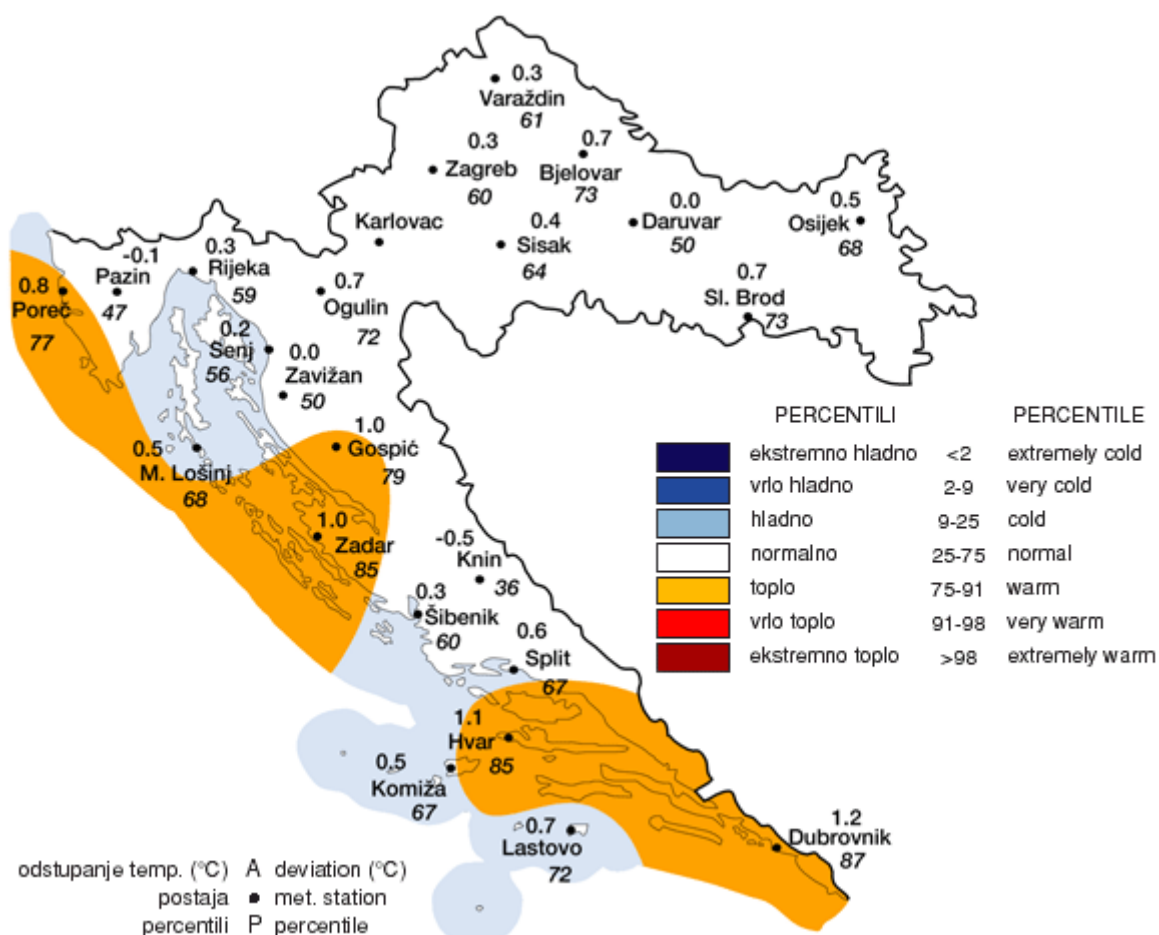 0.3
Varaždin
61
0.3
Zagreb
60
0.7
Bjelovar
73
Karlovac
0.4
Sisak
64
0.0
Daruvar
50
0.5
Osijek
68
0.7
Sl. Brod
73
-0.1
Pazin
47
0.3
Rijeka
59
0.8
Poreč
77
0.7
Ogulin
72
0.2
Senj
56
0.0
Zavižan
50
0.5
M. Lošinj
68
1.0
Gospić
79
1.0
Zadar
85
-0.5
Knin
36
0.3
Šibenik
60
0.6
Split
67
1.1
Hvar
85
0.5
Komiža
67
0.7
Lastovo
72
1.2
Dubrovnik
87
PERCENTILI PERCENTILE
ekstremno hladno <2 extremely cold
vrlo hladno 2-9 very cold
hladno 9-25 cold
normalno 25-75 normal
toplo 75-91 warm
vrlo toplo 91-98 very warm
ekstremno toplo >98 extremely warm
odstupanje temp. (°C) A deviation (°C)
postaja ● met. station
percentili P percentile